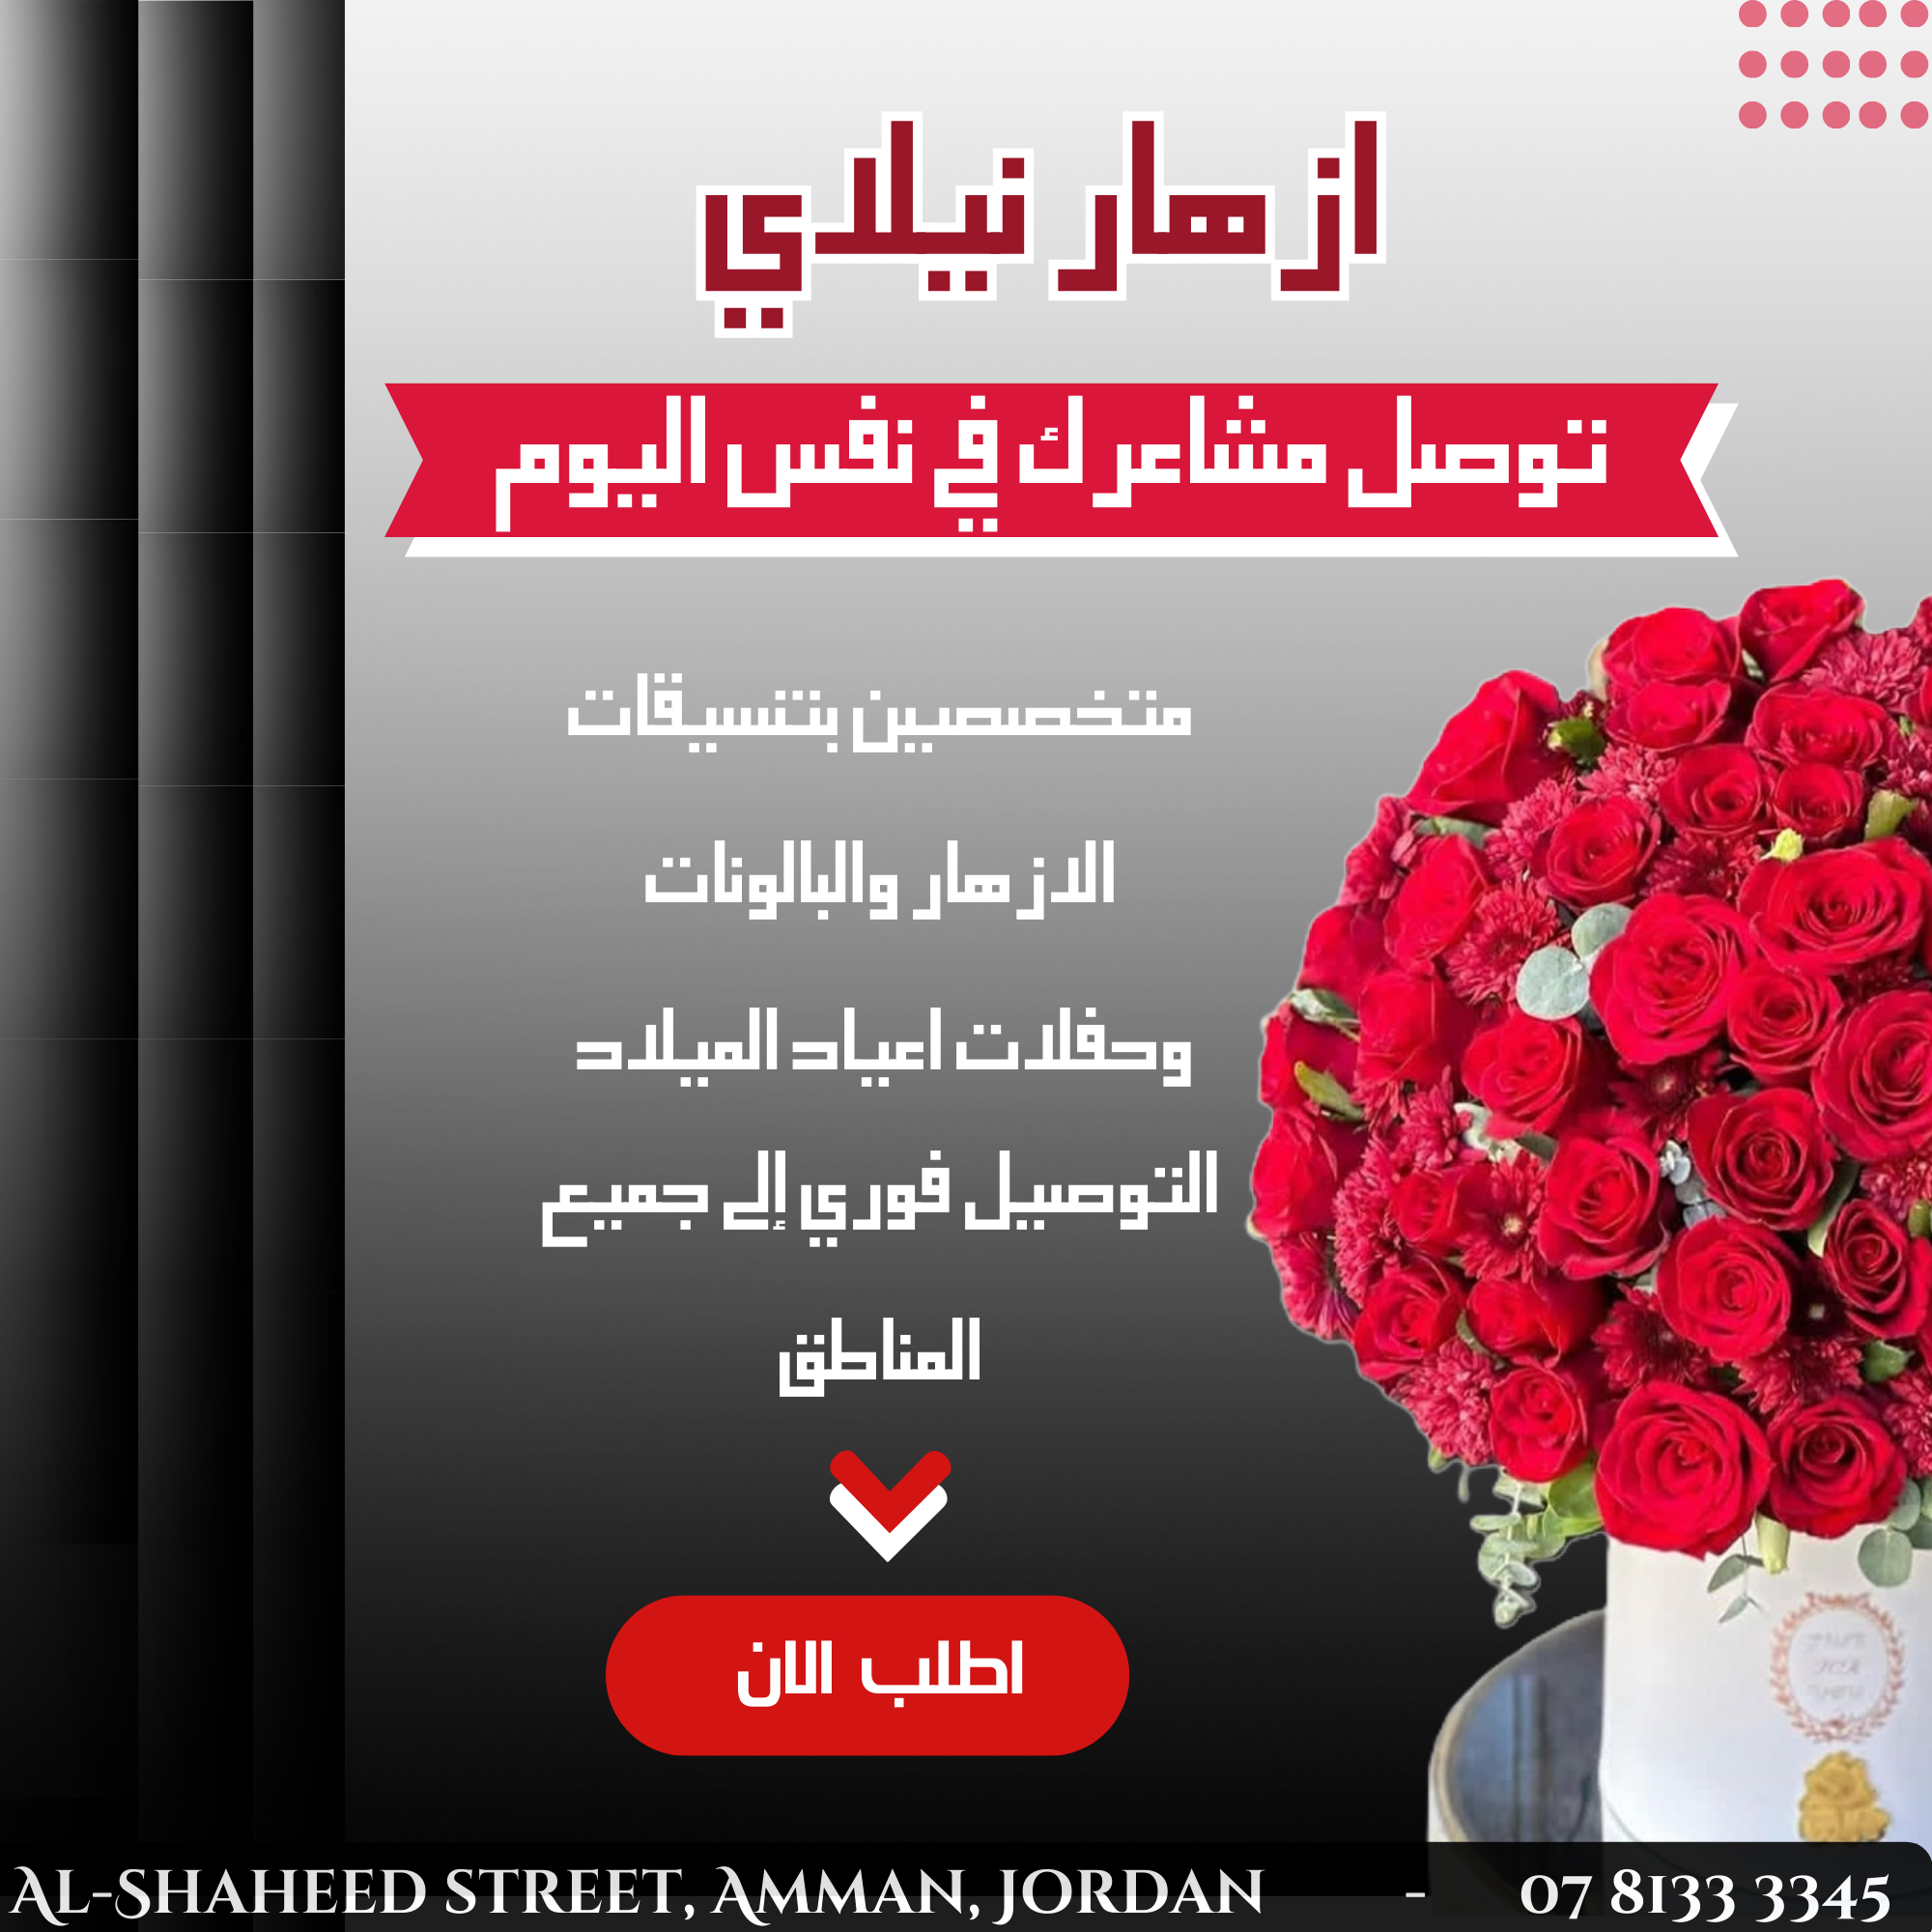 ازهار نيلي
توصل مشاعرك في نفس اليوم
متخصصين بتنسيقات
الازهار والبالونات
وحفلات اعياد الميلاد
التوصيل فوري إلى جميع
المناطق
اطلب الان
AL-SHAHEED STREET, AMMAN, JORDAN - 07 8133 3345